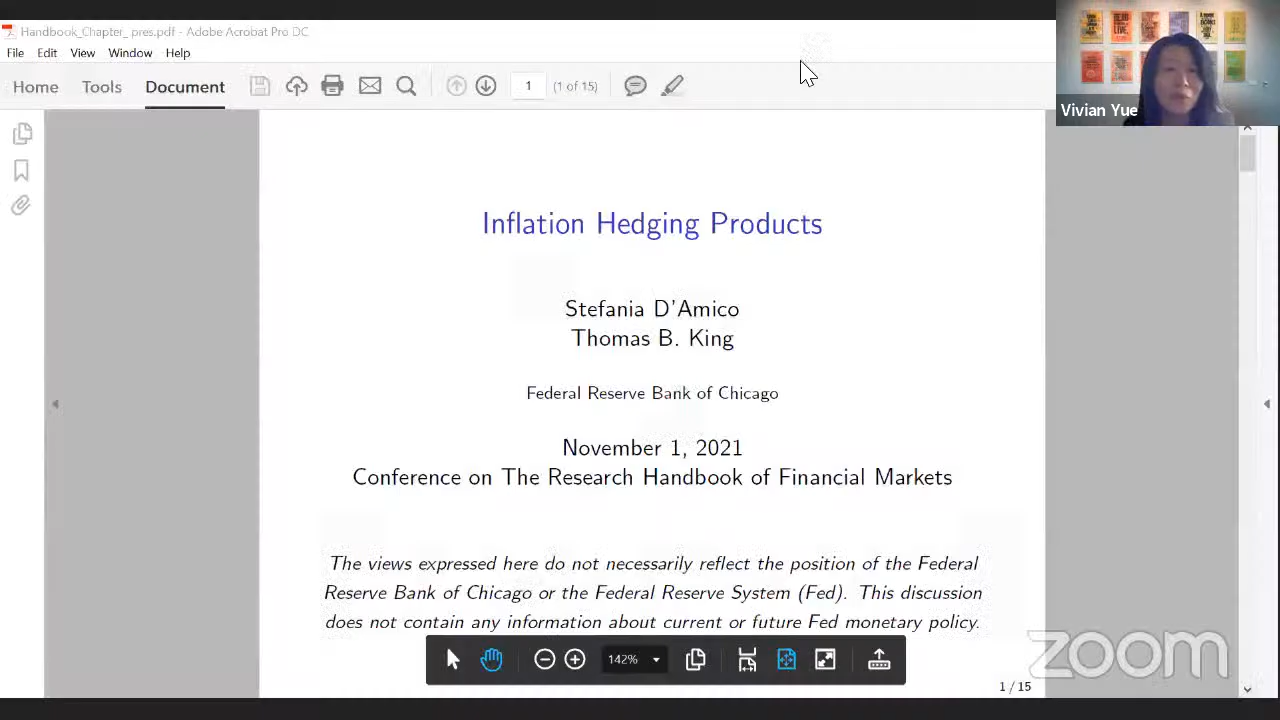 Handbook_Chapter_ pres.pdf - Adobe Acrobat Pro DC
File Edit View Window Help
Home Tools Document 1 (1 of 15)
Vivian Yue
Inflation Hedging Products
Stefania D'Amico
Thomas B. King
Federal Reserve Bank of Chicago
November 1, 2021
Conference on The Research Handbook of Financial Markets
The views expressed here do not necessarily reflect the position of the Federal
Reserve Bank of Chicago or the Federal Reserve System (Fed). This discussion
does not contain any information about current or future Fed monetary policy.
142%
zoom
1 / 15